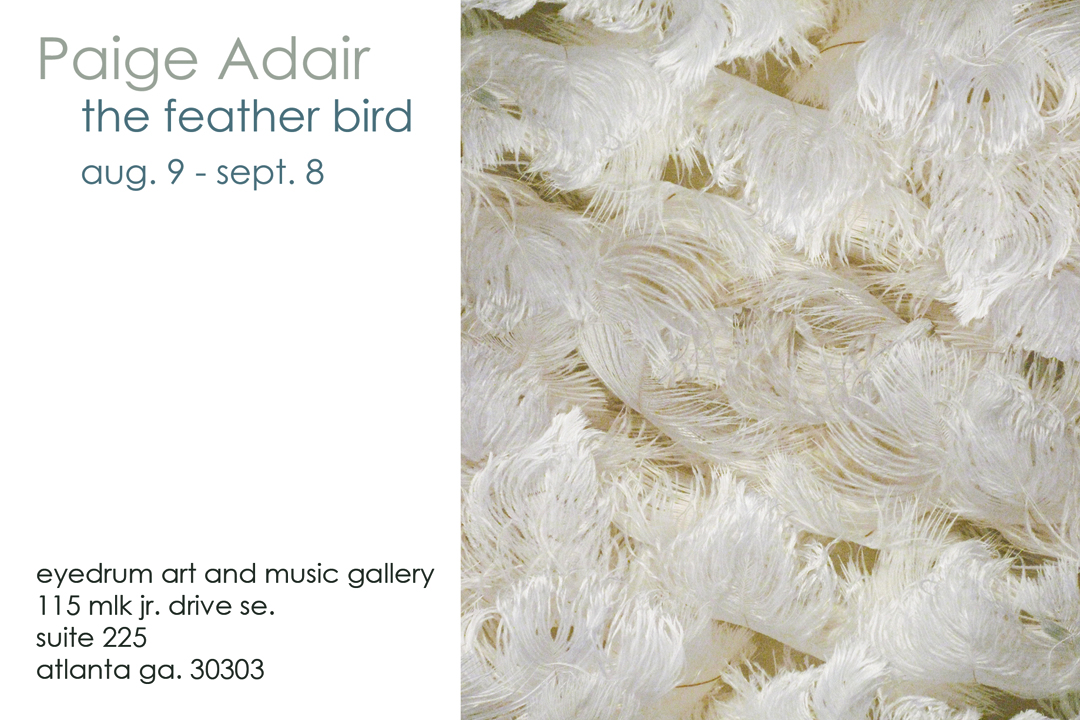 Paige Adair
the feather bird
aug. 9 - sept. 8
eyedrum art and music gallery
115 mlk jr. drive se.
suite 225
atlanta ga. 30303